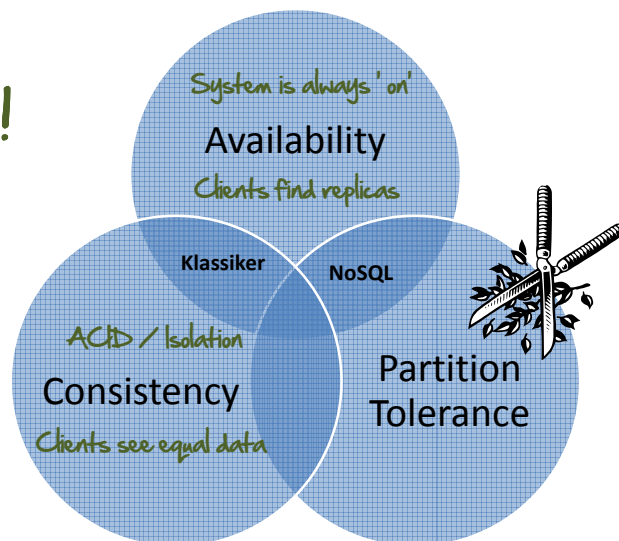 !
System is always 'on'
Availability
Clients find replicas
Klassiker
NoSQL
ACID / Isolation
Consistency
Clients see equal data
Partition
Tolerance